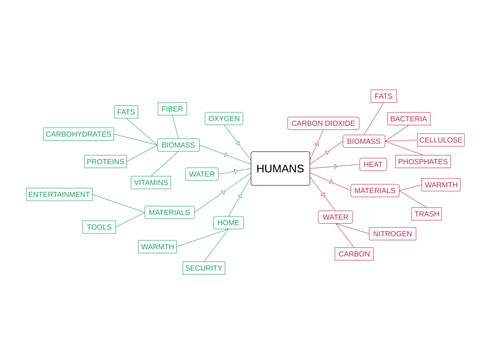 FATS
FIBER
OXYGEN
CARBOHYDRATES
BIOMASS
PROTEINS
VITAMINS
WATER
ENTERTAINMENT
MATERIALS
TOOLS
HOME
WARMTH
SECURITY
HUMANS
FATS
CARBON DIOXIDE
BACTERIA
BIOMASS
CELLULOSE
PHOSPHATES
HEAT
MATERIALS
WARMTH
TRASH
WATER
NITROGEN
CARBON